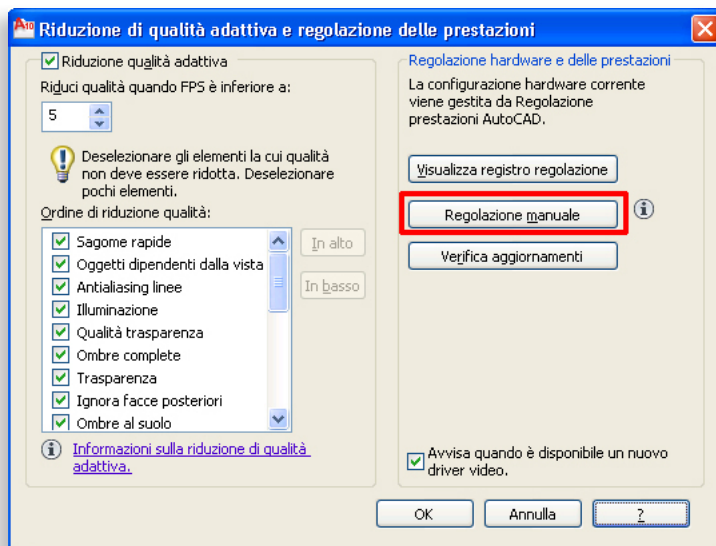 A10 Riduzione di qualità adattiva e regolazione delle prestazioni
Riduzione qualità adattiva
Riduci qualità quando FPS è inferiore a:
5
Deselezionare gli elementi la cui qualità
non deve essere ridotta. Deselezionare
pochi elementi.
Ordine di riduzione qualità:
Sagome rapide
Oggetti dipendenti dalla vista
Antialiasing linee
Illuminazione
Qualità trasparenza
Ombre complete
Trasparenza
Ignora facce posteriori
Ombre al suolo
In alto
In basso
Informazioni sulla riduzione di qualità
adattiva.
Regolazione hardware e delle prestazioni
La configurazione hardware corrente
viene gestita da Regolazione
prestazioni AutoCAD.
Visualizza registro regolazione
Regolazione manuale
Verifica aggiornamenti
Avvisa quando è disponibile un nuovo
driver video.
OK
Annulla
?